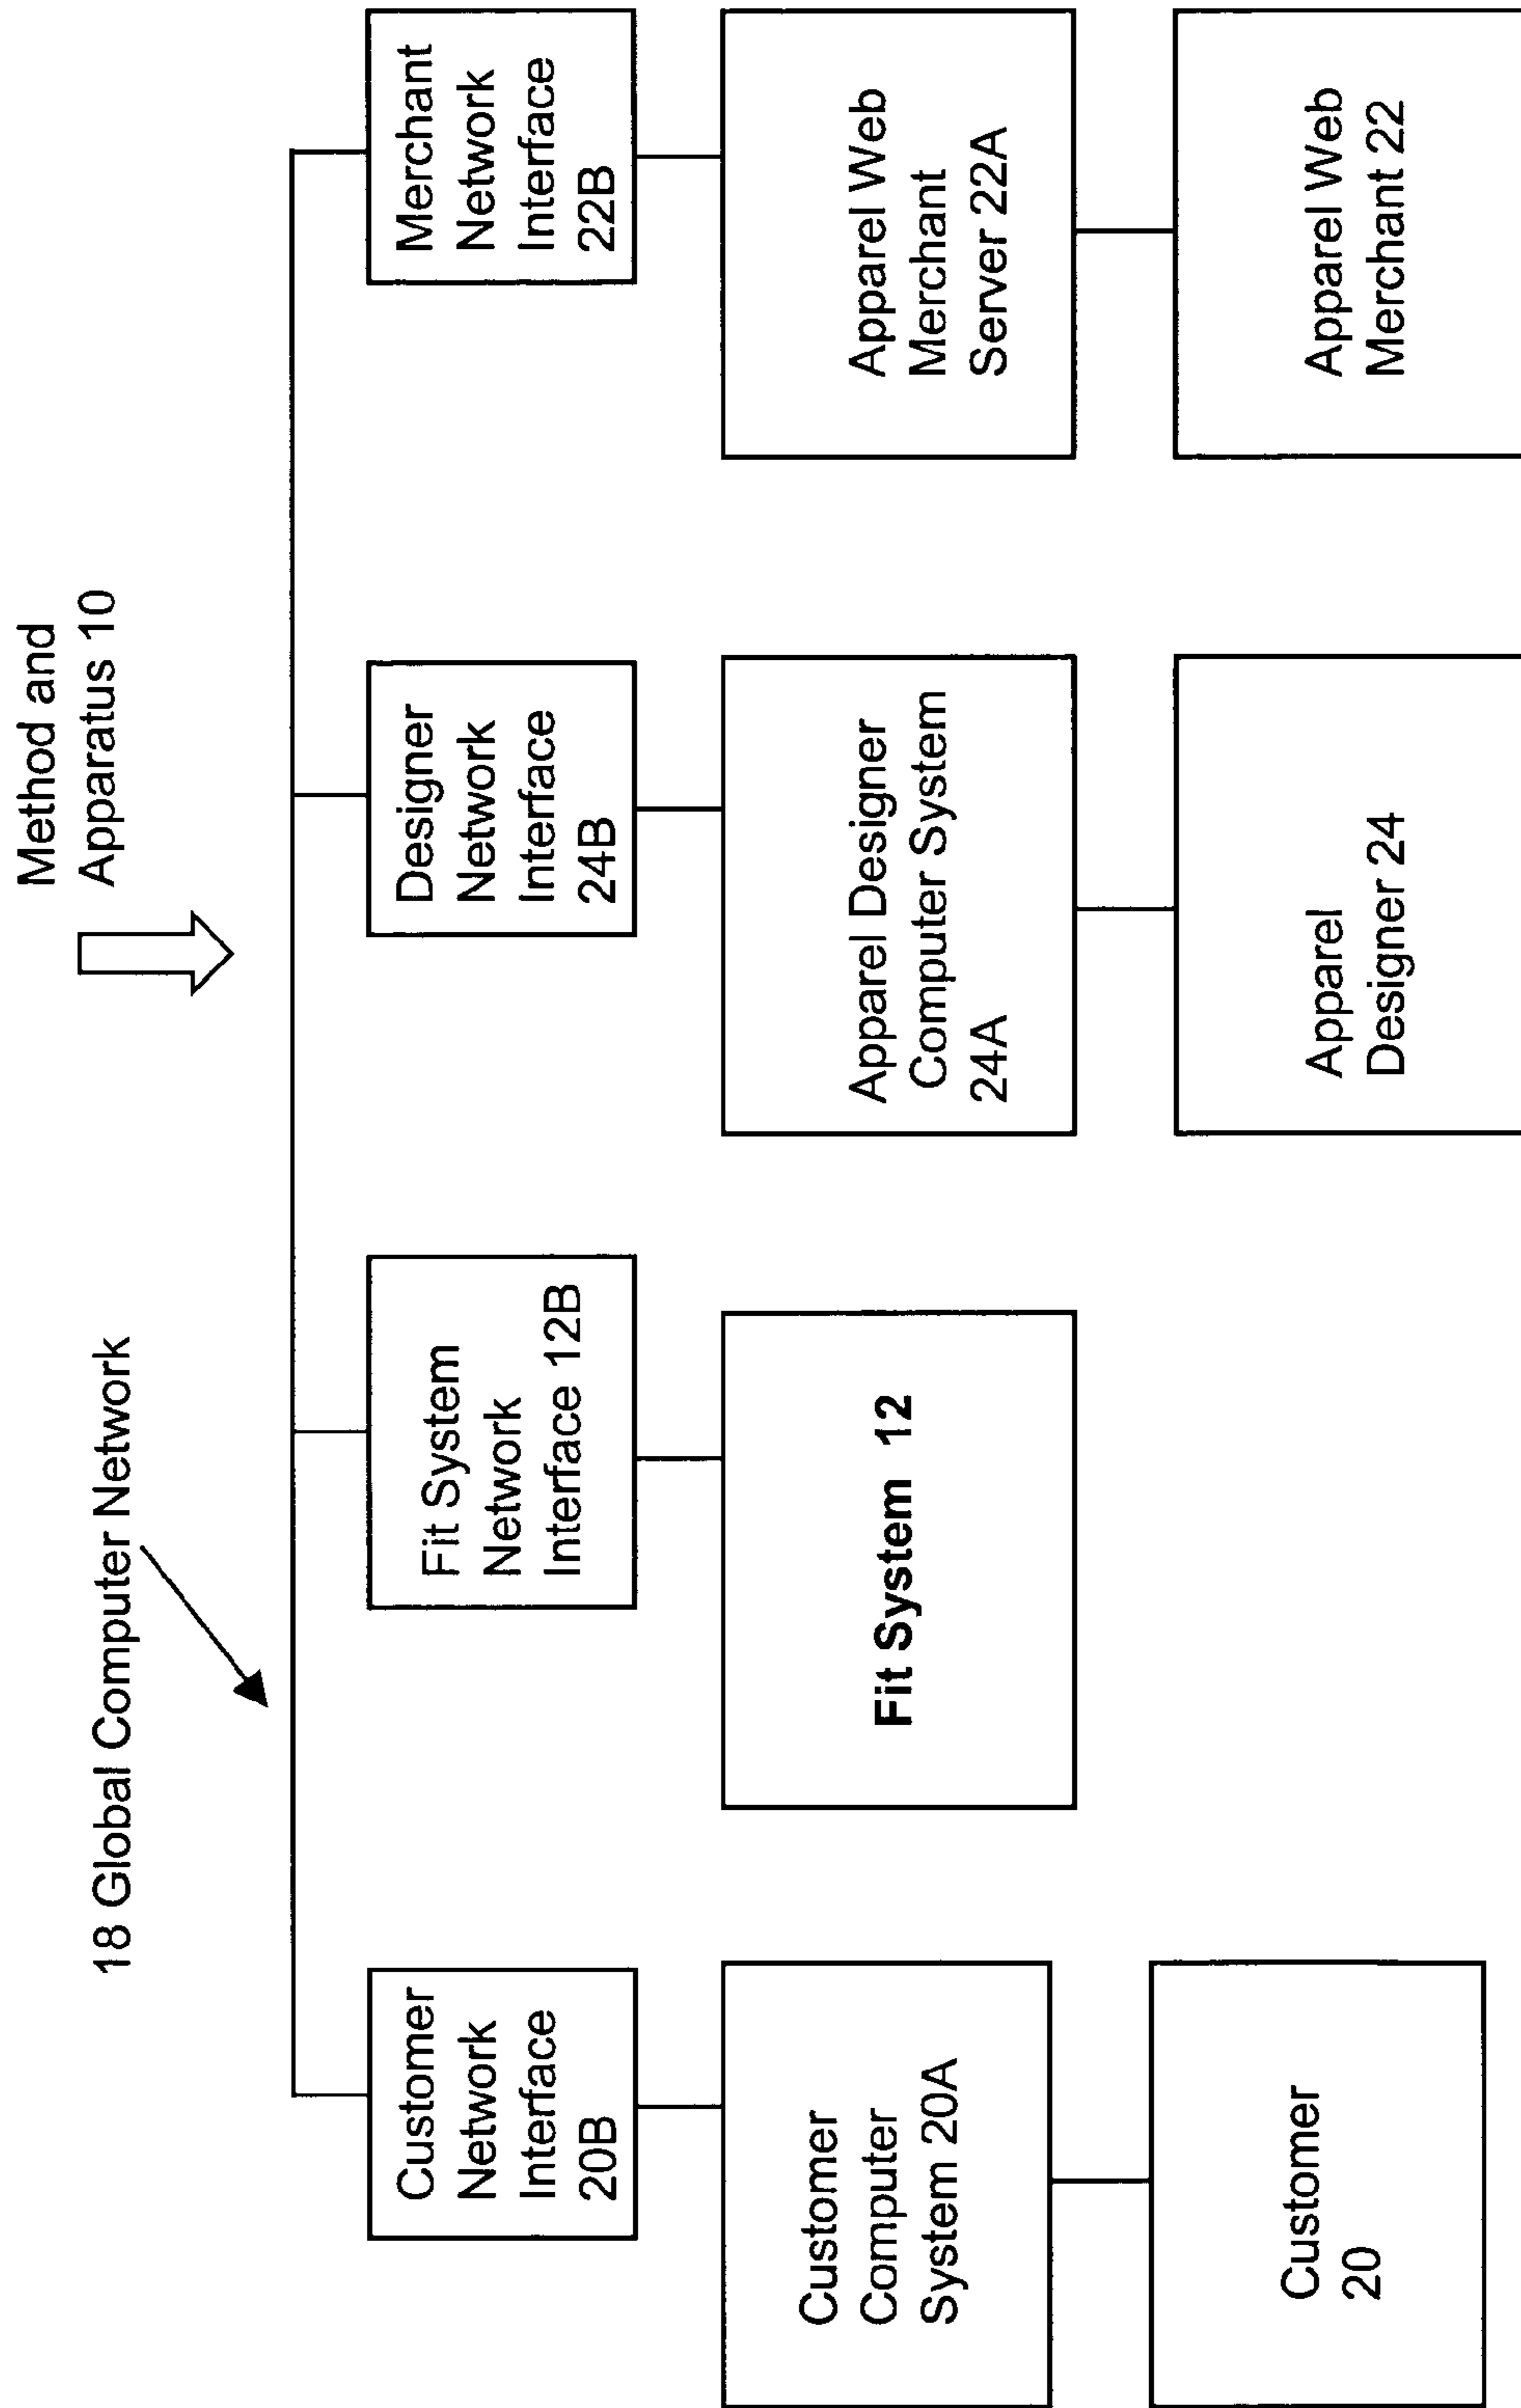 Method and
Apparatus 10
18 Global Computer Network
Customer
Network
Interface
20B
Fit System
Network
Interface 12B
Designer
Network
Interface
24B
Merchant
Network
Interface
22B
Customer
Computer
System 20A
Fit System 12
Apparel Designer
Computer System
24A
Apparel Web
Merchant
Server 22A
Customer
20
Apparel
Designer 24
Apparel Web
Merchant 22